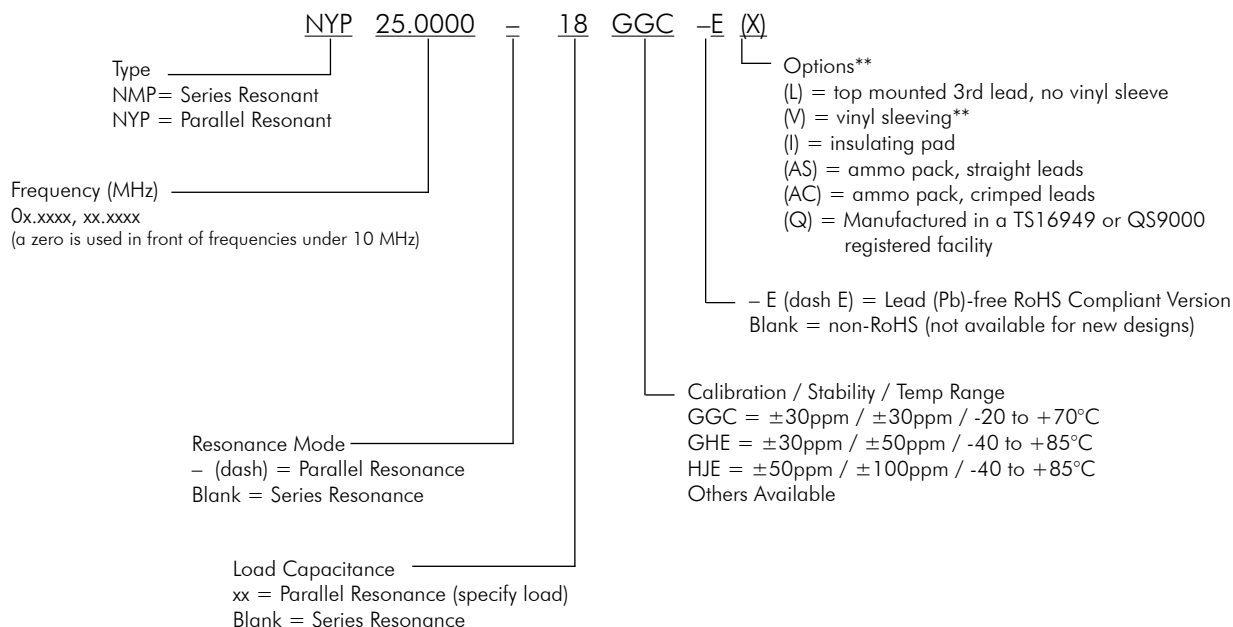 NYP 25.0000 – 18 GGC –E (X)
Type
NMP= Series Resonant
NYP = Parallel Resonant
Frequency (MHz)
0x.xxxx, xx.xxxx
(a zero is used in front of frequencies under 10 MHz)
Options**
(L) = top mounted 3rd lead, no vinyl sleeve
(V) = vinyl sleeving**
(I) = insulating pad
(AS) = ammo pack, straight leads
(AC) = ammo pack, crimped leads
(Q) = Manufactured in a TS16949 or QS9000
registered facility
– E (dash E) = Lead (Pb)-free RoHS Compliant Version
Blank = non-RoHS (not available for new designs)
Calibration / Stability / Temp Range
GGC = ±30ppm / ±30ppm / -20 to +70°C
GHE = ±30ppm / ±50ppm / -40 to +85°C
HJE = ±50ppm / ±100ppm / -40 to +85°C
Others Available
Resonance Mode
– (dash) = Parallel Resonance
Blank = Series Resonance
Load Capacitance
xx = Parallel Resonance (specify load)
Blank = Series Resonance